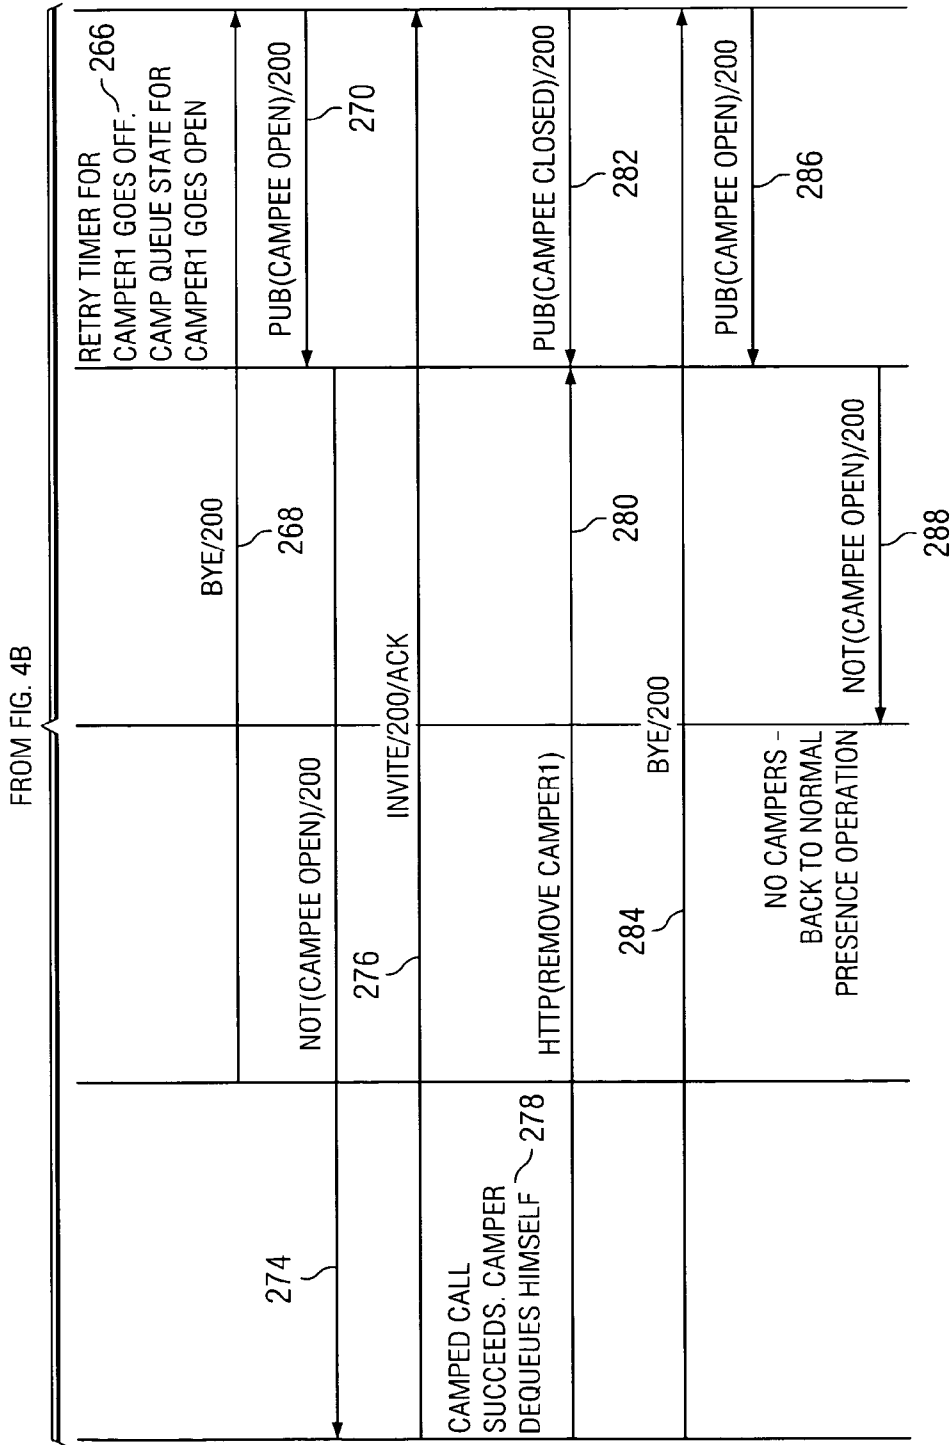 FROM FIG. 4B
RETRY TIMER FOR
CAMPER1 GOES OFF. 266
CAMP QUEUE STATE FOR
CAMPER1 GOES OPEN
BYE/200
268
PUB(CAMPEE OPEN)/200
270
NOT(CAMPEE OPEN)/200
274
INVITE/200/ACK
276
CAMPED CALL
SUCCEEDS. CAMPER
DEQUEUES HIMSELF 278
HTTP(REMOVE CAMPER1)
280
PUB(CAMPEE CLOSED)/200
282
BYE/200
284
PUB(CAMPEE OPEN)/200
286
NO CAMPERS -
BACK TO NORMAL
PRESENCE OPERATION
NOT(CAMPEE OPEN)/200
288